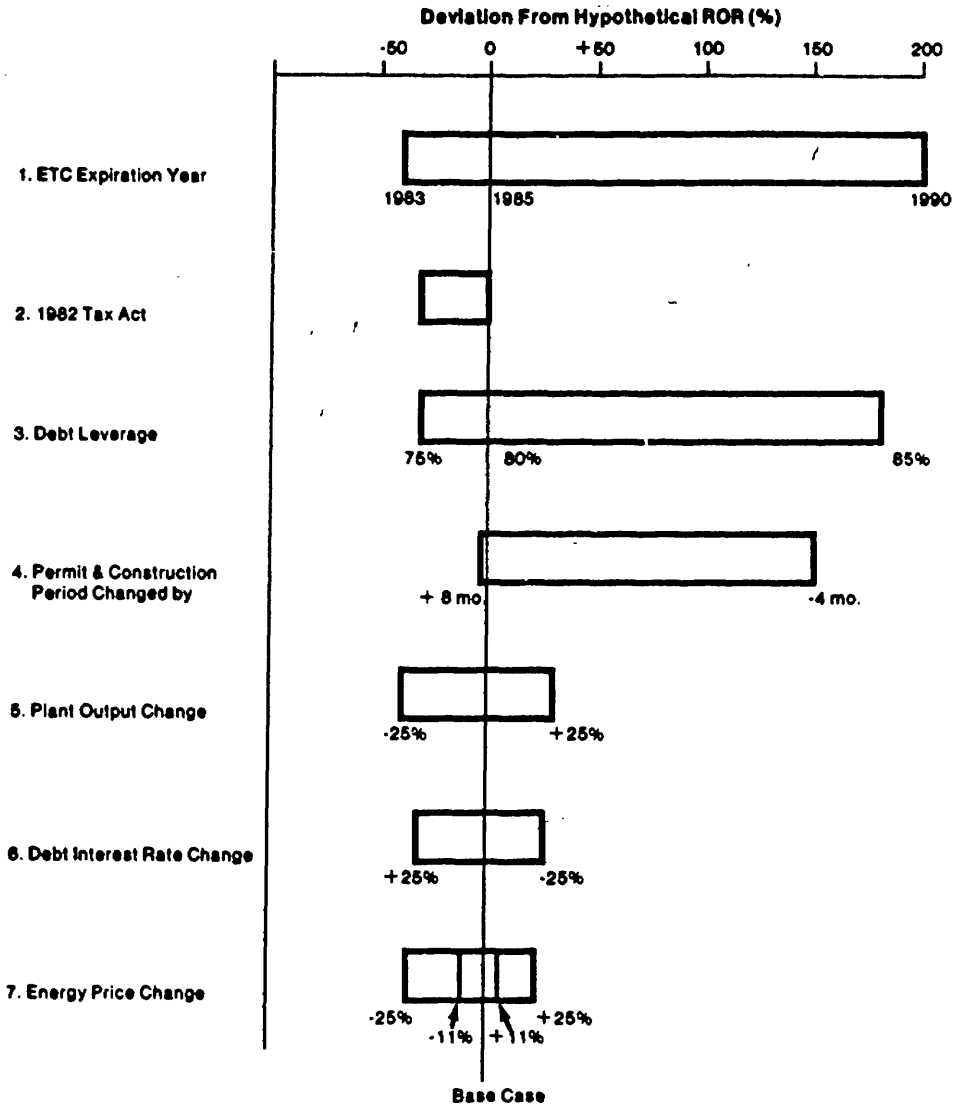 Deviation From Hypothetical ROR (%)
-50 0 +50 100 150 200
1. ETC Expiration Year
1983 1985 1990
2. 1982 Tax Act
3. Debt Leverage
75% 80% 85%
4. Permit & Construction
Period Changed by
+ 8 mo. -4 mo.
5. Plant Output Change
-25% +25%
6. Debt Interest Rate Change
+25% -25%
7. Energy Price Change
-25% +25%
-11% +11%
Base Case